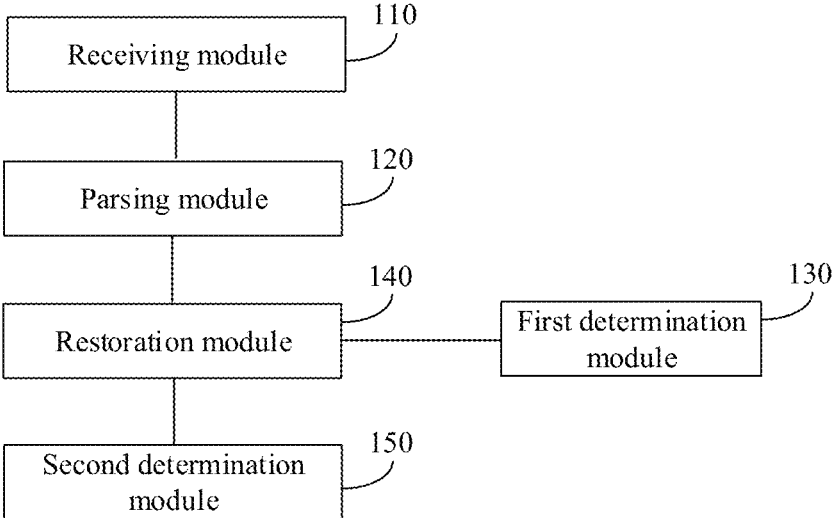 110
Receiving module
120
Parsing module
140
Restoration module
130
First determination
module
150
Second determination
module